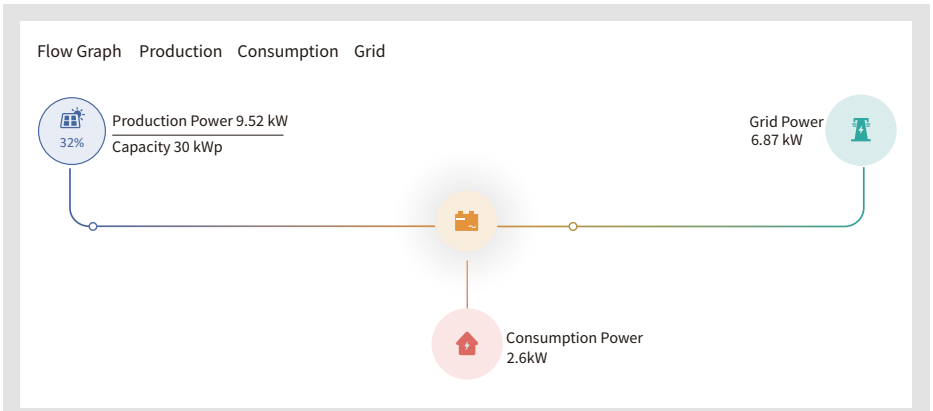 Flow Graph Production Consumption Grid
32%
Production Power 9.52 kW
Capacity 30 kWp
Grid Power
6.87 kW
Consumption Power
2.6kW